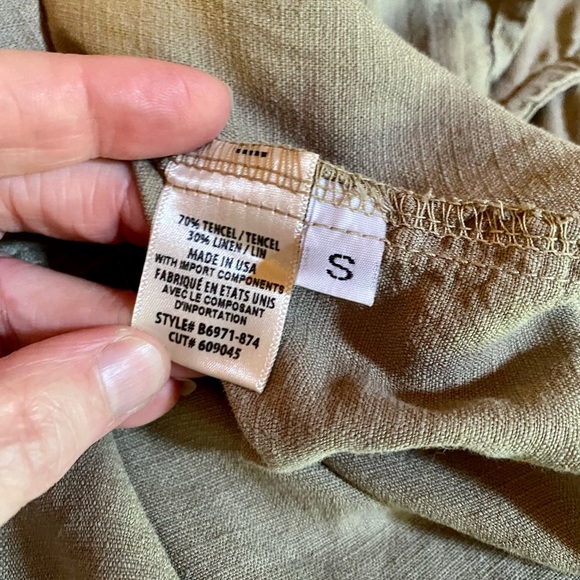 70% TENCEL/TENCEL
30% LINEN/LIN
MADE IN USA
WITH IMPORT COMPONENTS
FABRIQUÉ EN ETATS UNIS
AVEC LE COMPOSANT
D'IMPORTATION
STYLE# B6971-874
CUT# 609045
S